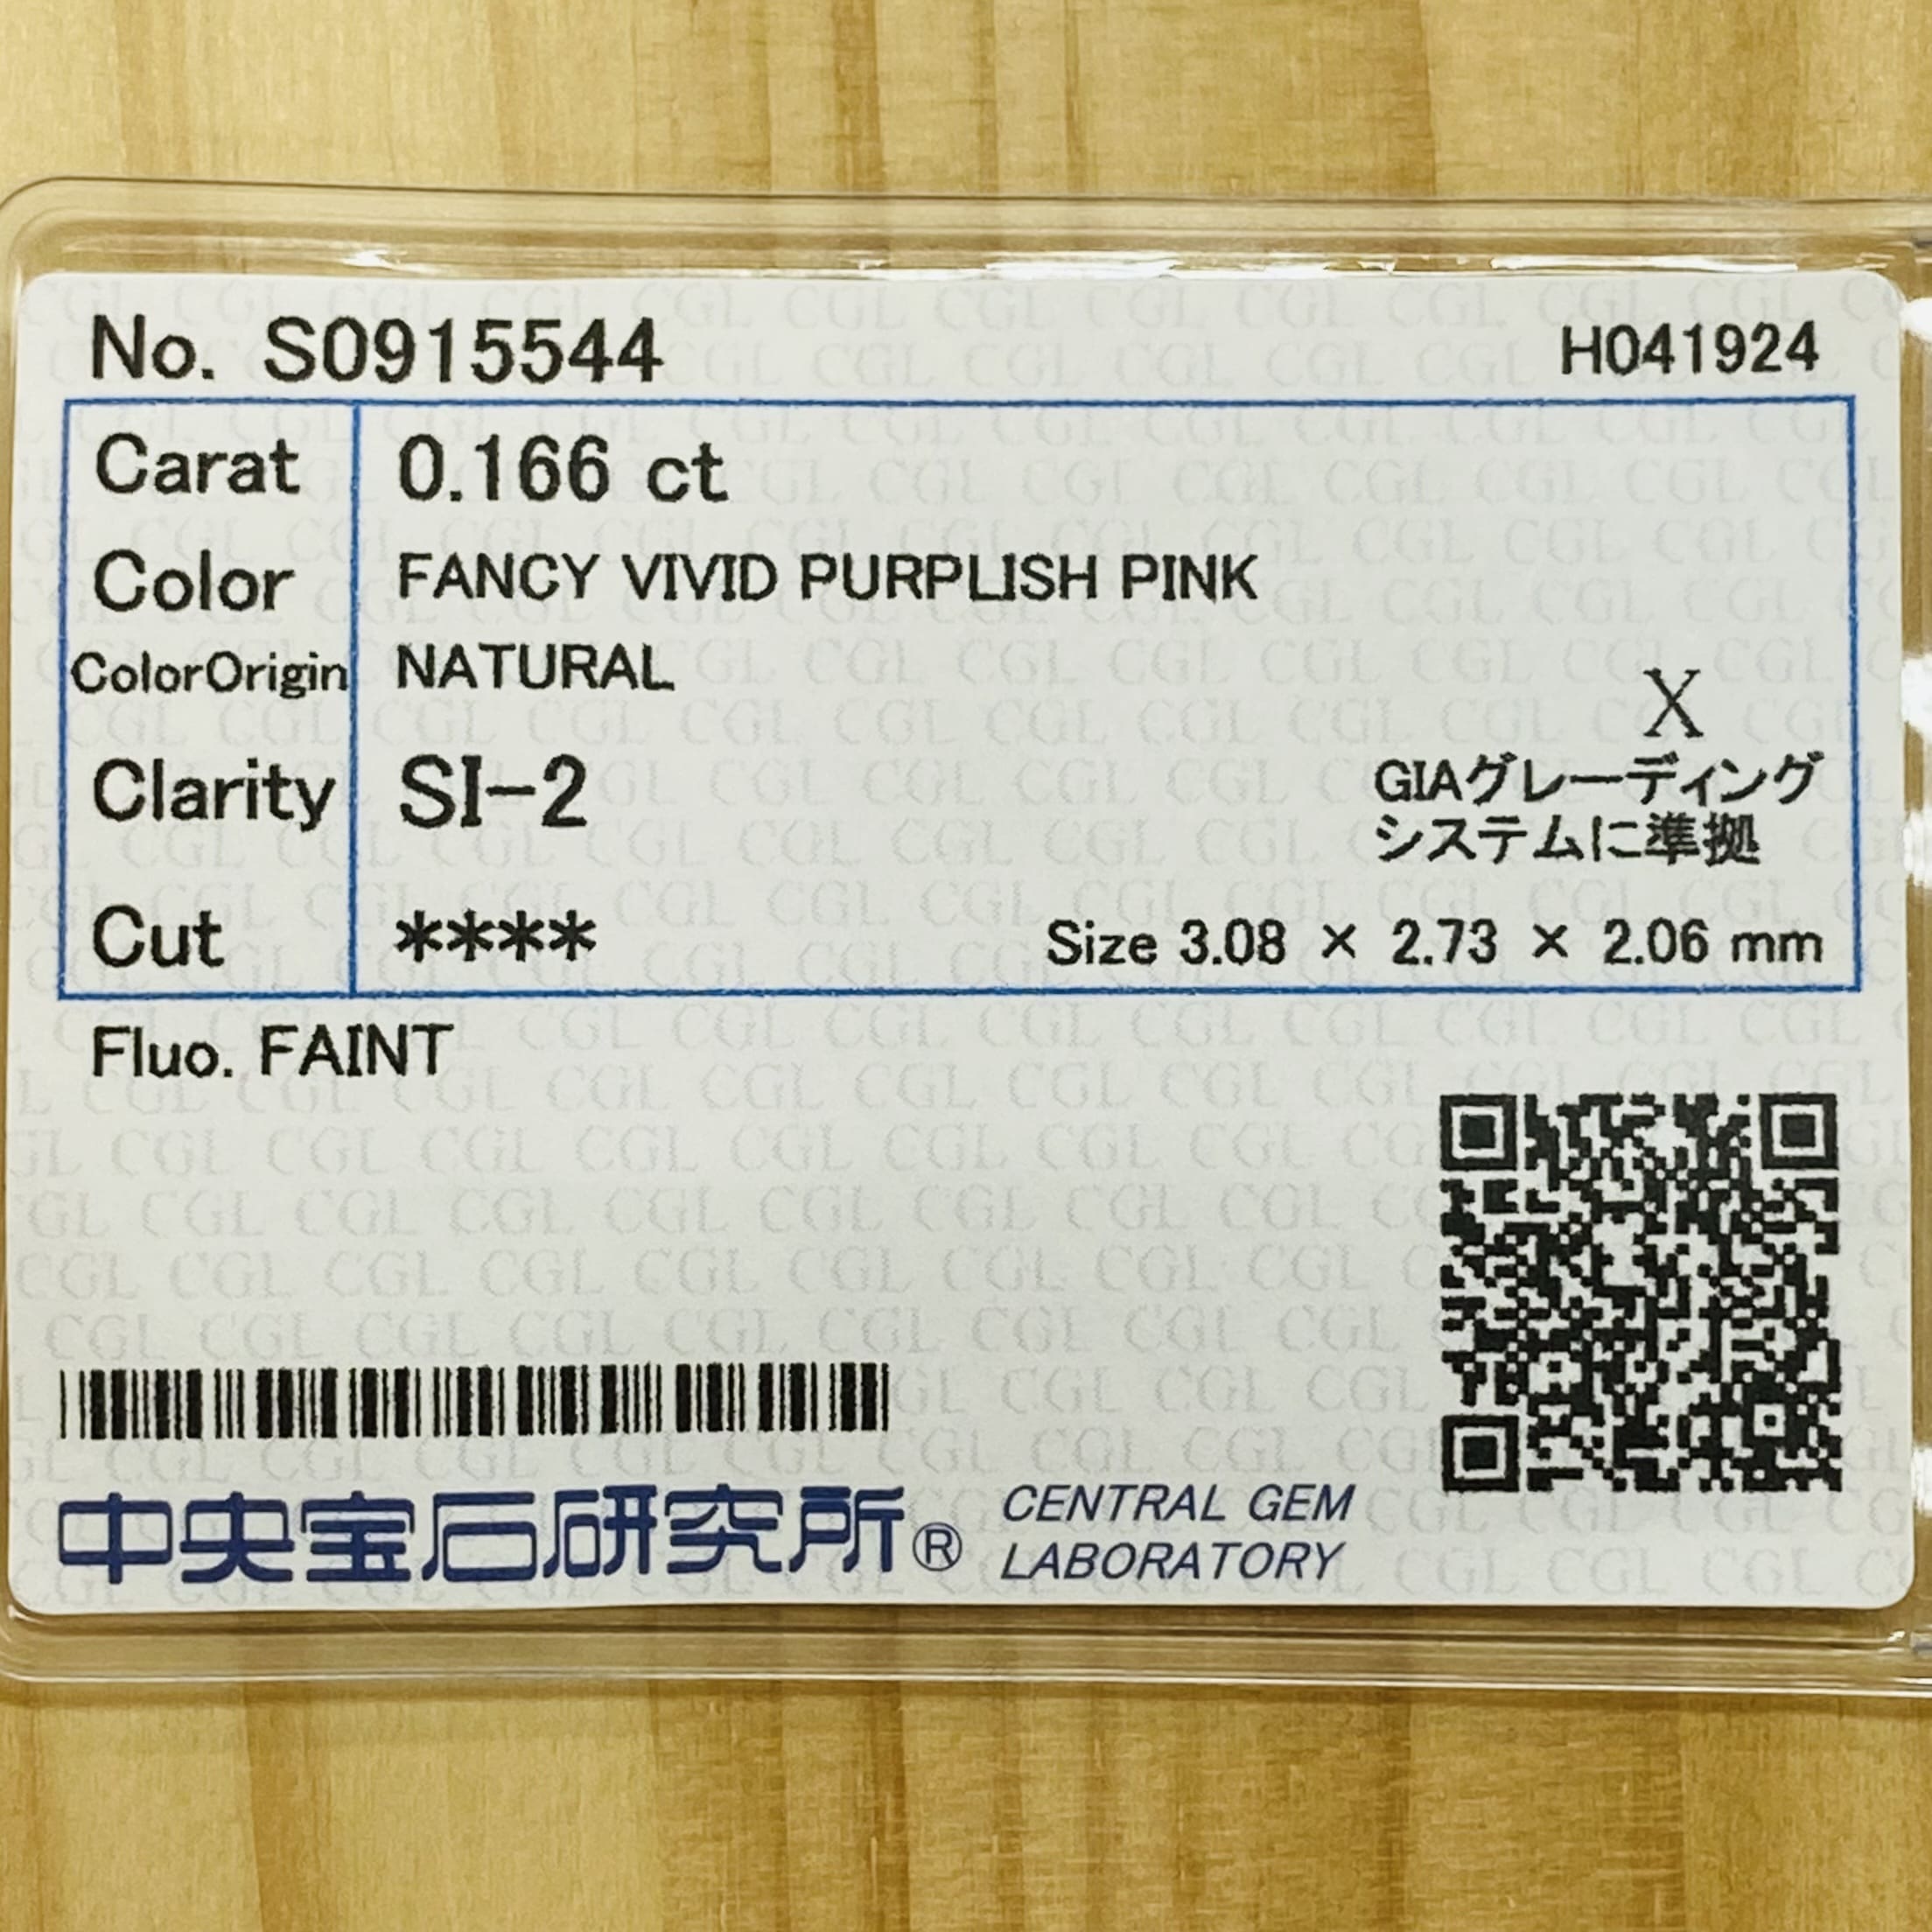 No. S0915544
H041924
Carat 0.166 ct
Color FANCY VIVID PURPLISH PINK
ColorOrigin NATURAL
X
Clarity SI-2
GIAグレーディング
システムに準拠
Cut ****
Size 3.08 × 2.73 × 2.06 mm
Fluo. FAINT
中央宝石研究所®
CENTRAL GEM
LABORATORY